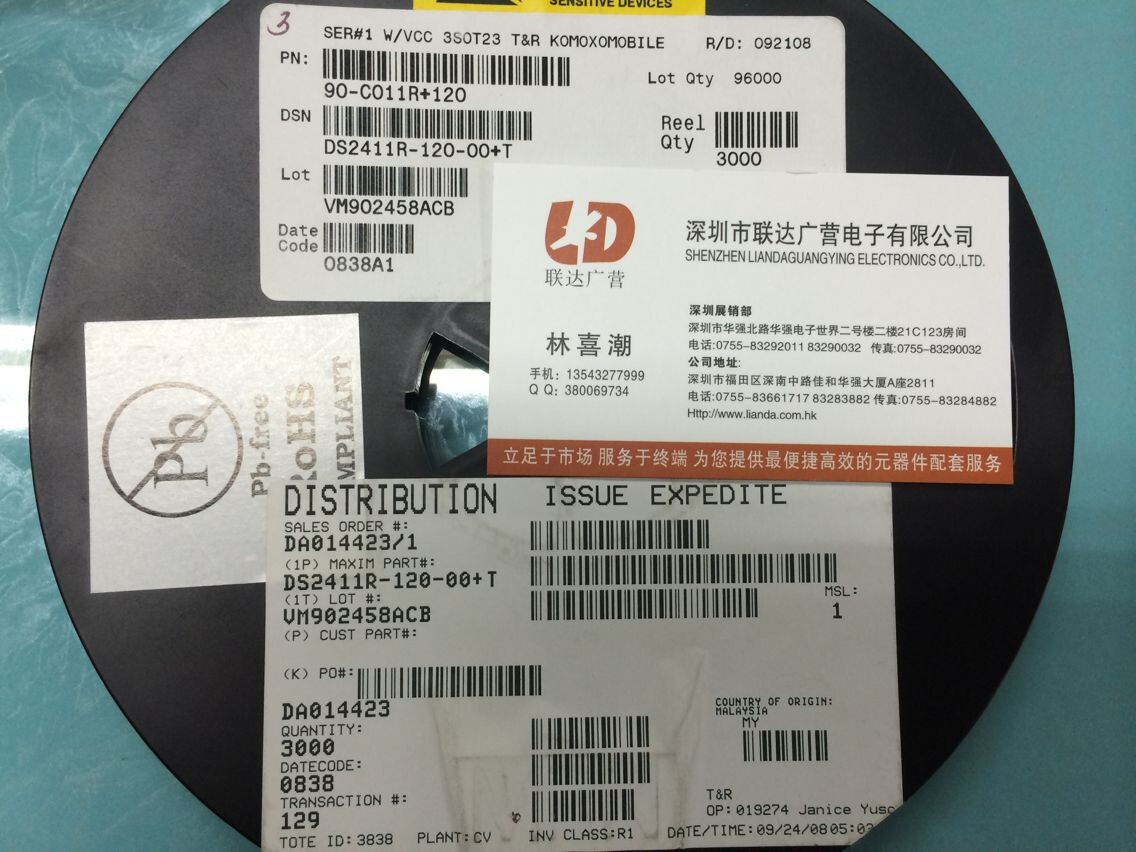 SENSITIVE DEVICES
3
SER#1 W/VCC 3SOT23 T&R KOMOXOMOBILE R/D: 092108
PN:
90-C011R+120
Lot Qty 96000
DSN
DS2411R-120-00+T
Reel Qty
3000
Lot
VM902458ACB
Date Code
0838A1
联达广营
深圳市联达广营电子有限公司
SHENZHEN LIANDAGUANGYING ELECTRONICS CO.,LTD.
林喜潮
手机：13543277999
Q Q：380069734
深圳展销部
深圳市华强北路华强电子世界二号楼二楼21C123房间
电话:0755-83292011 83290032 传真:0755-83290032
公司地址:
深圳市福田区深南中路佳和华强大厦A座2811
电话:0755-83661717 83283882 传真:0755-83284882
Http://www.lianda.com.hk
立足于市场 服务于终端 为您提供最便捷高效的元器件配套服务
Pb
Pb-free
RoHS
DISTRIBUTION ISSUE EXPEDITE
SALES ORDER #:
DA014423/1
(1P) MAXIM PART#:
DS2411R-120-00+T
(1T) LOT #:
VM902458ACB
MSL:
1
(P) CUST PART#:
(K) PO#:
DA014423
COUNTRY OF ORIGIN:
MALAYSIA
MY
QUANTITY:
3000
DATECODE:
0838
TRANSACTION #:
129
T&R
OP: 019274 Janice Yuso
TOTE ID: 3838 PLANT: CV INV CLASS: R1 DATE/TIME: 09/24/08 05:03